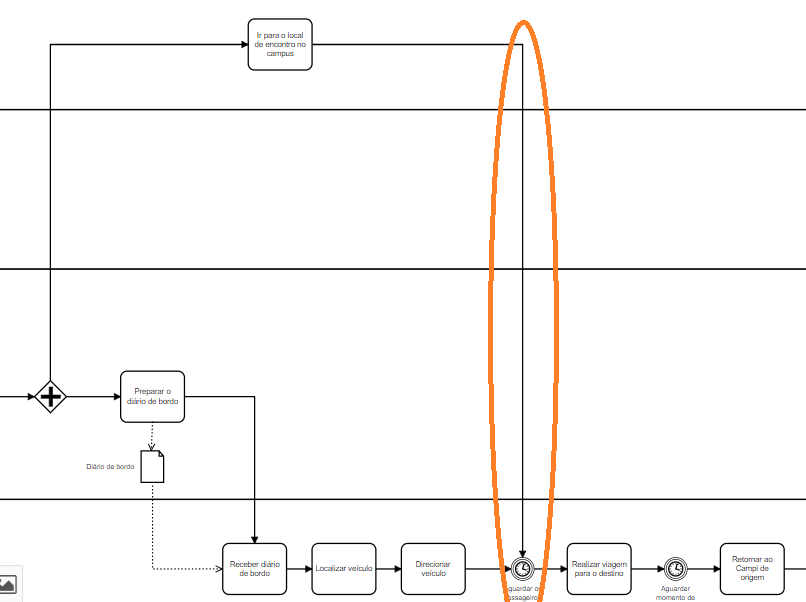 Ir para o local
de encontro no
campus
Preparar o
diário de bordo
Diário de bordo
Receber diário
de bordo
Localizar veículo
Direcionar
veículo
Realizar viagem
para o destino
Aguardar
momento de
Retornar ao
Campi de
origem